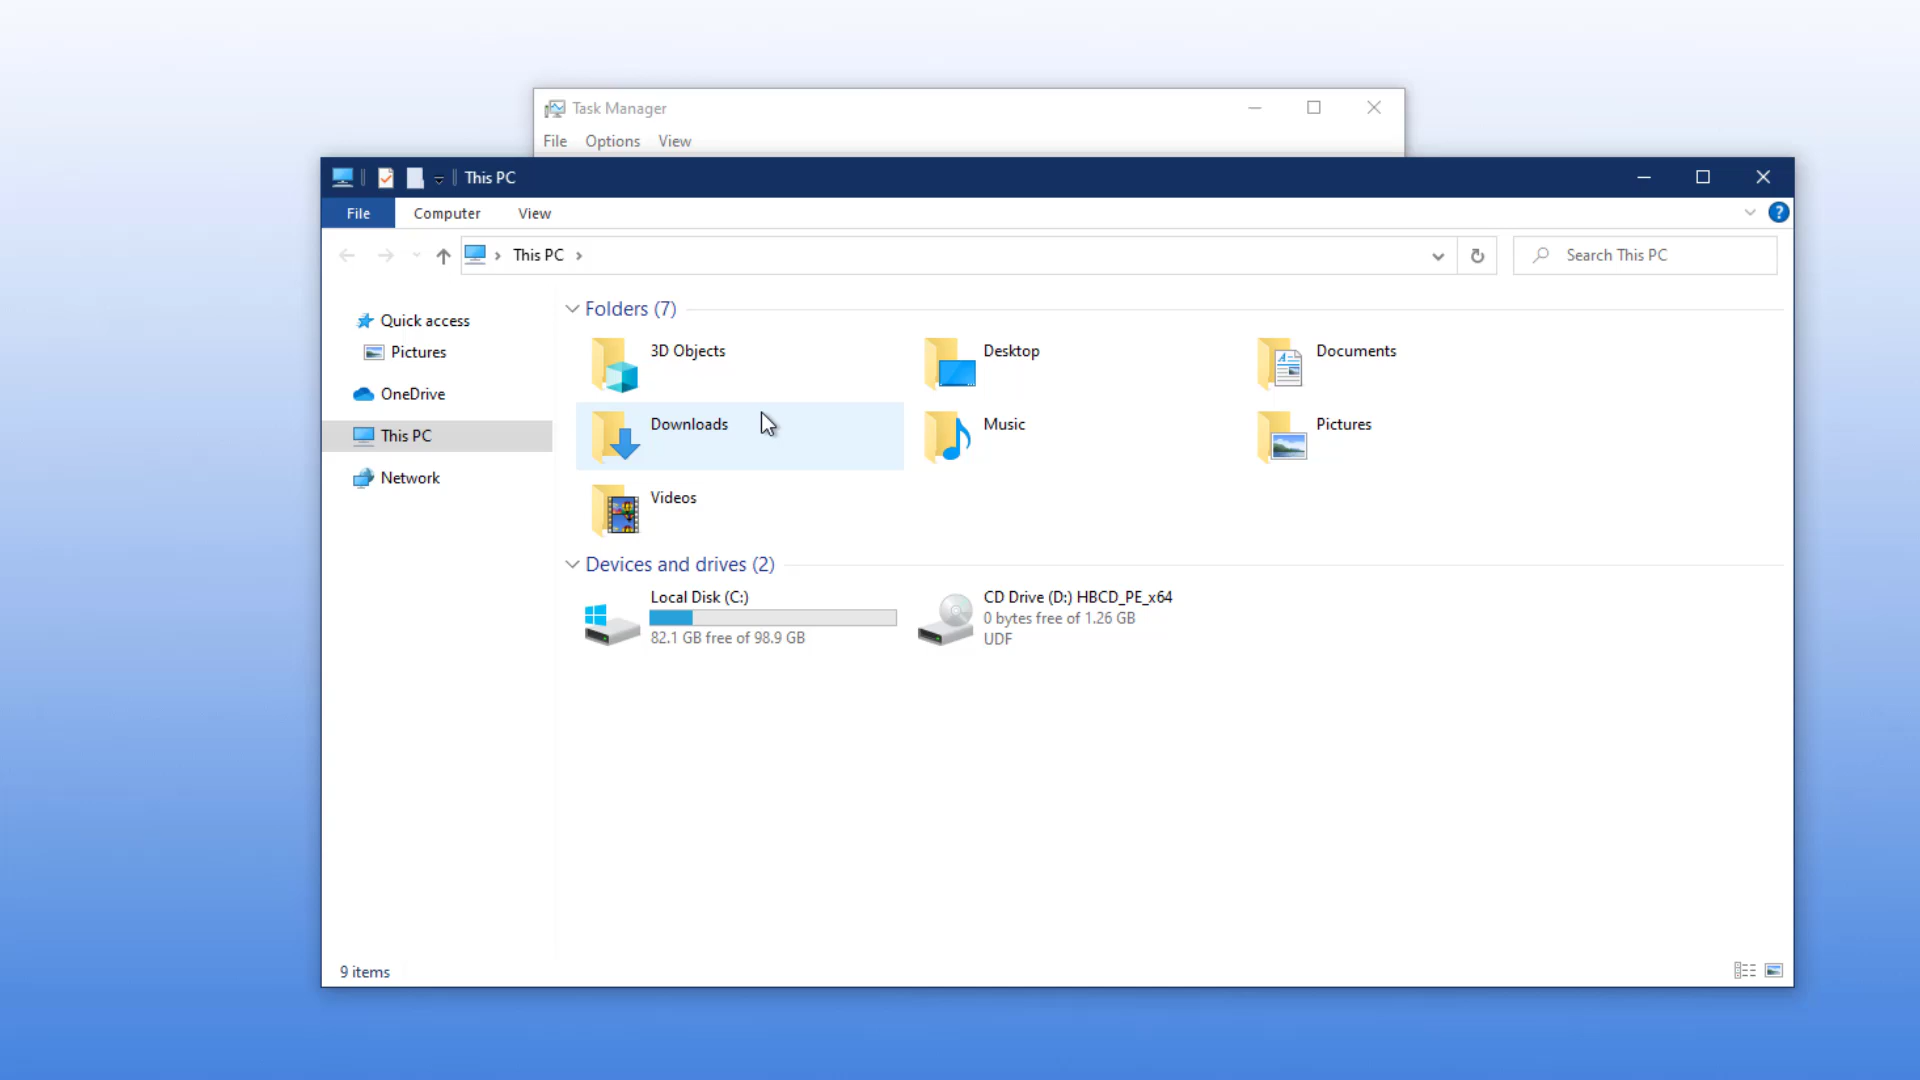 Task Manager
File Options View
This PC
File Computer View
?
This PC
Search This PC
Quick access
Pictures
OneDrive
This PC
Network
Folders (7)
3D Objects
Desktop
Documents
Downloads
Music
Pictures
Videos
Devices and drives (2)
Local Disk (C:)
82.1 GB free of 98.9 GB
CD Drive (D:) HBCD_PE_x64
0 bytes free of 1.26 GB
UDF
9 items